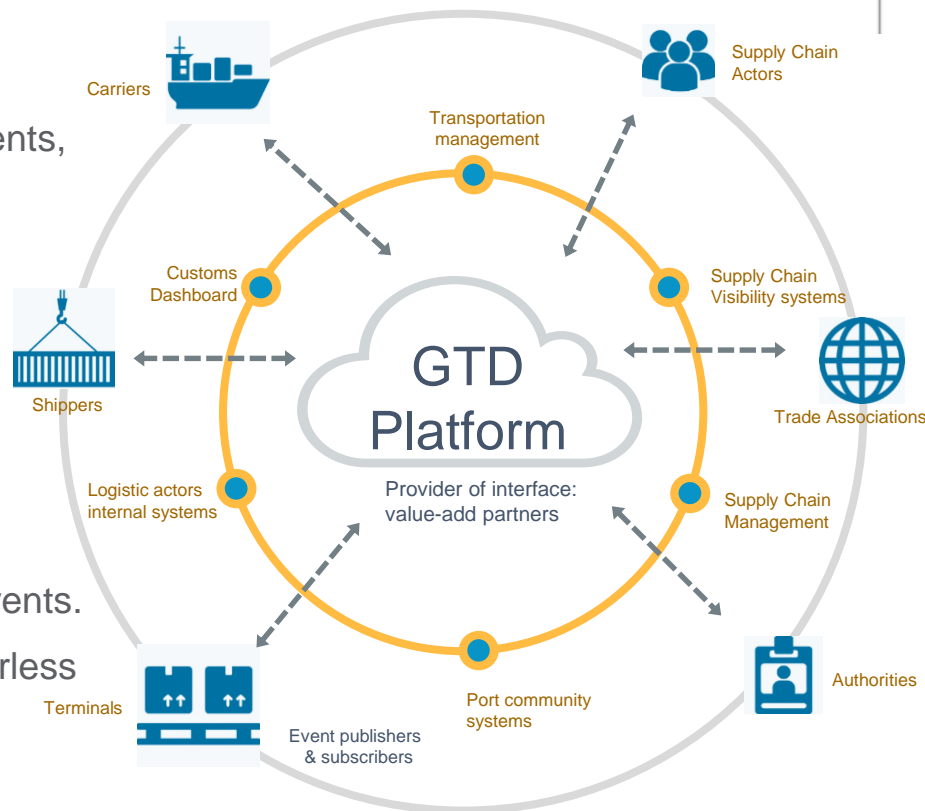 Carriers
Supply Chain
Actors
ents,
Transportation
management
Customs
Dashboard
Supply Chain
Visibility systems
Shippers
GTD
Platform
Trade Associations
Logistic actors
internal systems
Provider of interface:
value-add partners
Supply Chain
Management
vents.
rless
Terminals
Event publishers
& subscribers
Port community
systems
Authorities